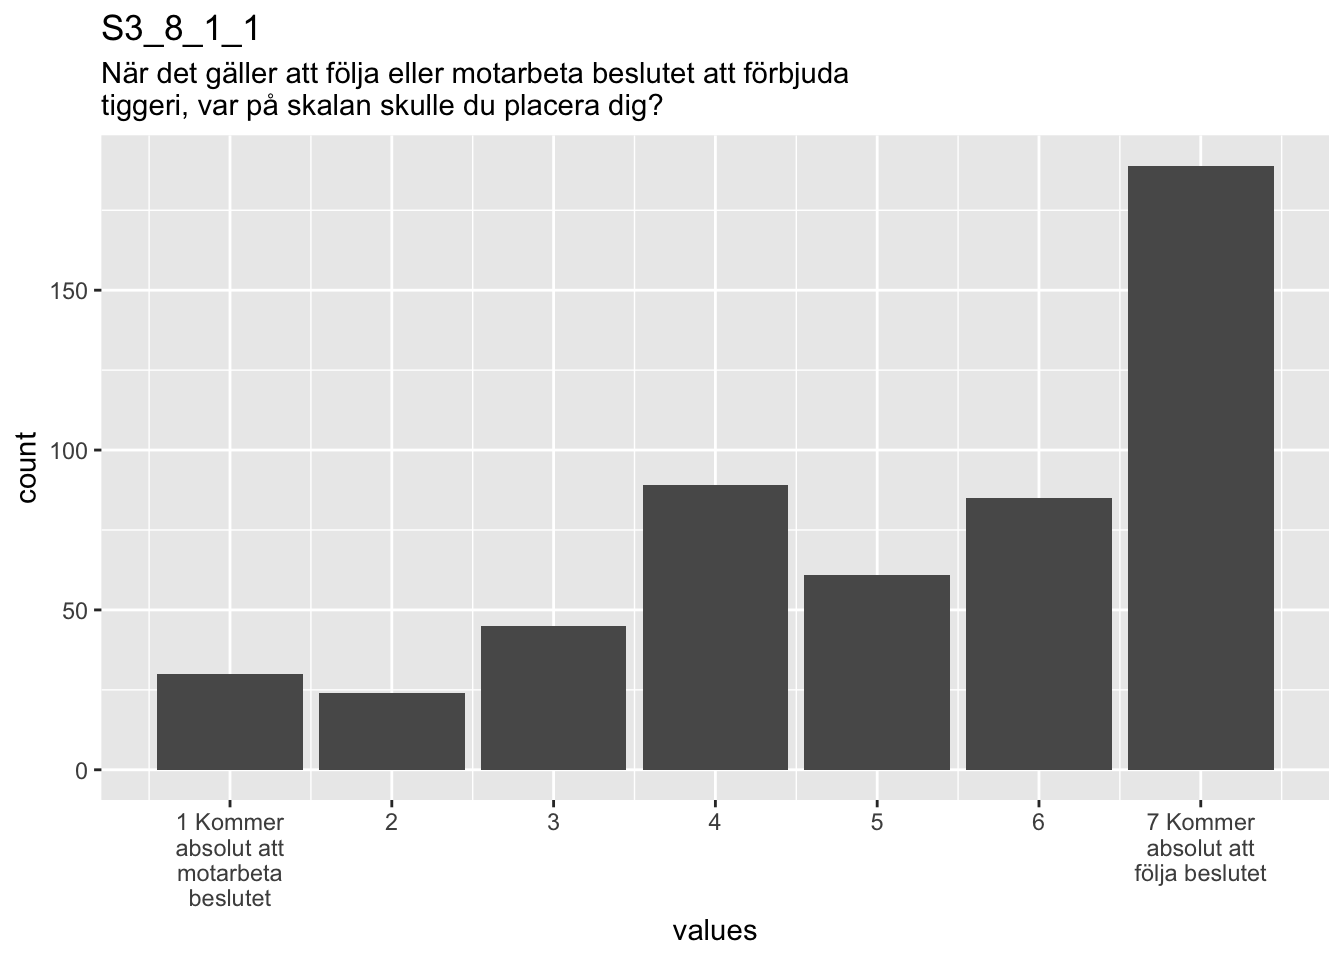 S3_8_1_1
När det gäller att följa eller motarbeta beslutet att förbjuda
tiggeri, var på skalan skulle du placera dig?
count
150
100
50
0
1 Kommer
absolut att
motarbeta
beslutet
2
3
4
5
6
7 Kommer
absolut att
följa beslutet
values